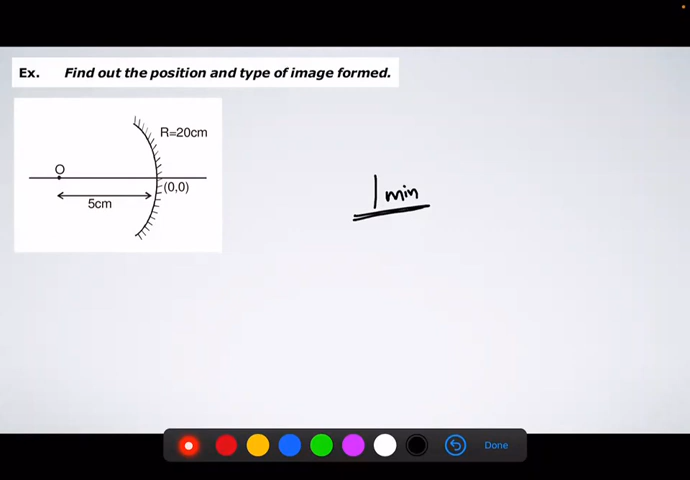 Ex. Find out the position and type of image formed.
R=20cm
O
(0,0)
5cm
1 min
Done